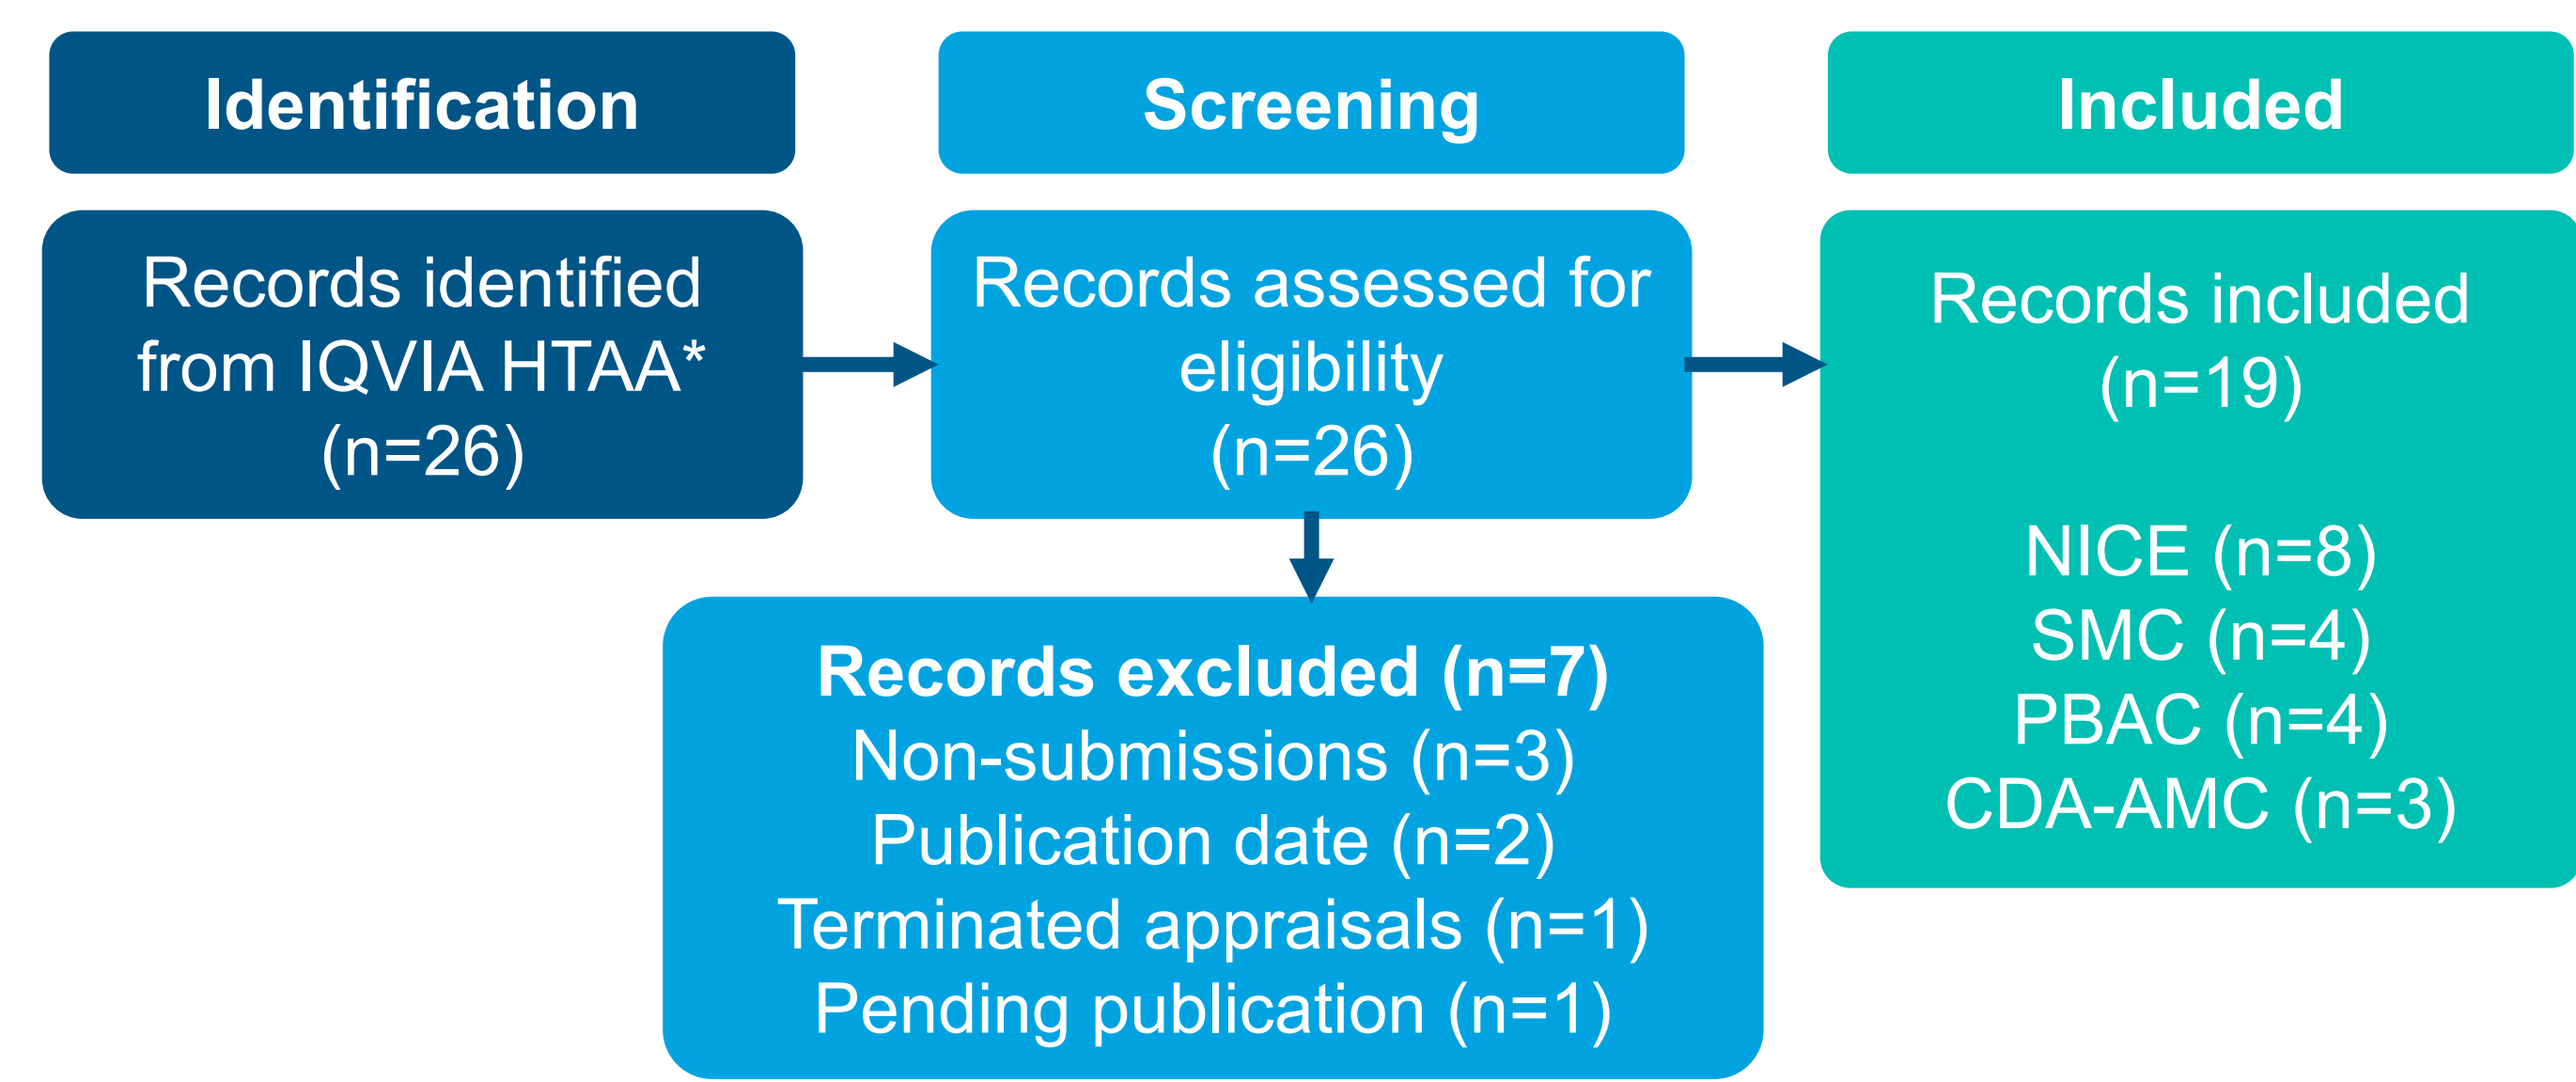 Identification
Records identified
from IQVIA HTAA*
(n=26)
Screening
Records assessed for
eligibility
(n=26)
Records excluded (n=7)
Non-submissions (n=3)
Publication date (n=2)
Terminated appraisals (n=1)
Pending publication (n=1)
Included
Records included
(n=19)
NICE (n=8)
SMC (n=4)
PBAC (n=4)
CDA-AMC (n=3)